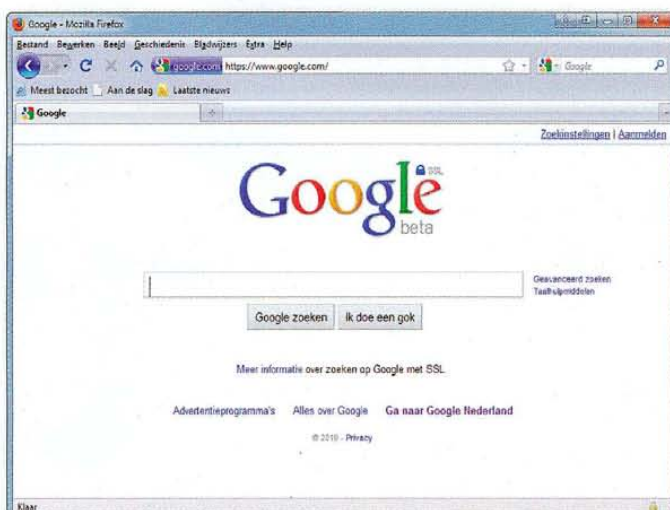 Google - Mozilla Firefox
Bestand Bewerken Beeld Geschiedenis Bladwijzers Extra Help
google.com https://www.google.com/ Google
Meest bezocht Aan de slag Laatste nieuws
Google
Zoekinstellingen | Aanmelden
Google SSL
beta
Geavanceerd zoeken
Taalhulpmiddelen
Google zoeken Ik doe een gok
Meer informatie over zoeken op Google met SSL
Advertentieprogramma's Alles over Google Ga naar Google Nederland
© 2010 - Privacy
Klaar